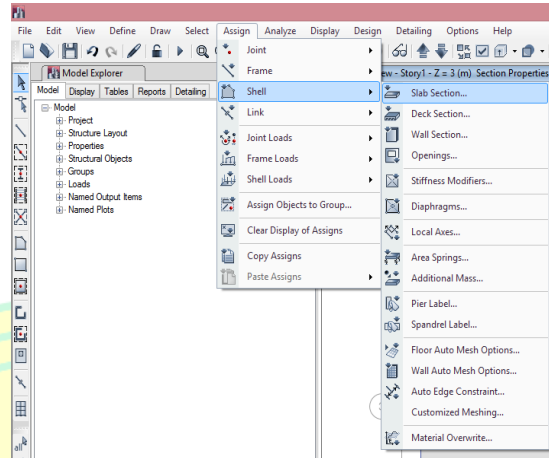 File Edit View Define Draw Select Assign Analyze Display Design Detailing Options Help
Model Explorer
Model Display Tables Reports Detailing
Model
Project
Structure Layout
Properties
Structural Objects
Groups
Loads
Named Output Items
Named Plots
Joint
Frame
Shell
Link
Joint Loads
Frame Loads
Shell Loads
Assign Objects to Group...
Clear Display of Assigns
Copy Assigns
Paste Assigns
ew - Story1 - Z = 3 (m) Section Properties
Slab Section...
Deck Section...
Wall Section...
Openings...
Stiffness Modifiers...
Diaphragms...
Local Axes...
Area Springs...
Additional Mass...
Pier Label...
Spandrel Label...
Floor Auto Mesh Options...
Wall Auto Mesh Options...
Auto Edge Constraint...
Customized Meshing...
Material Overwrite...
all